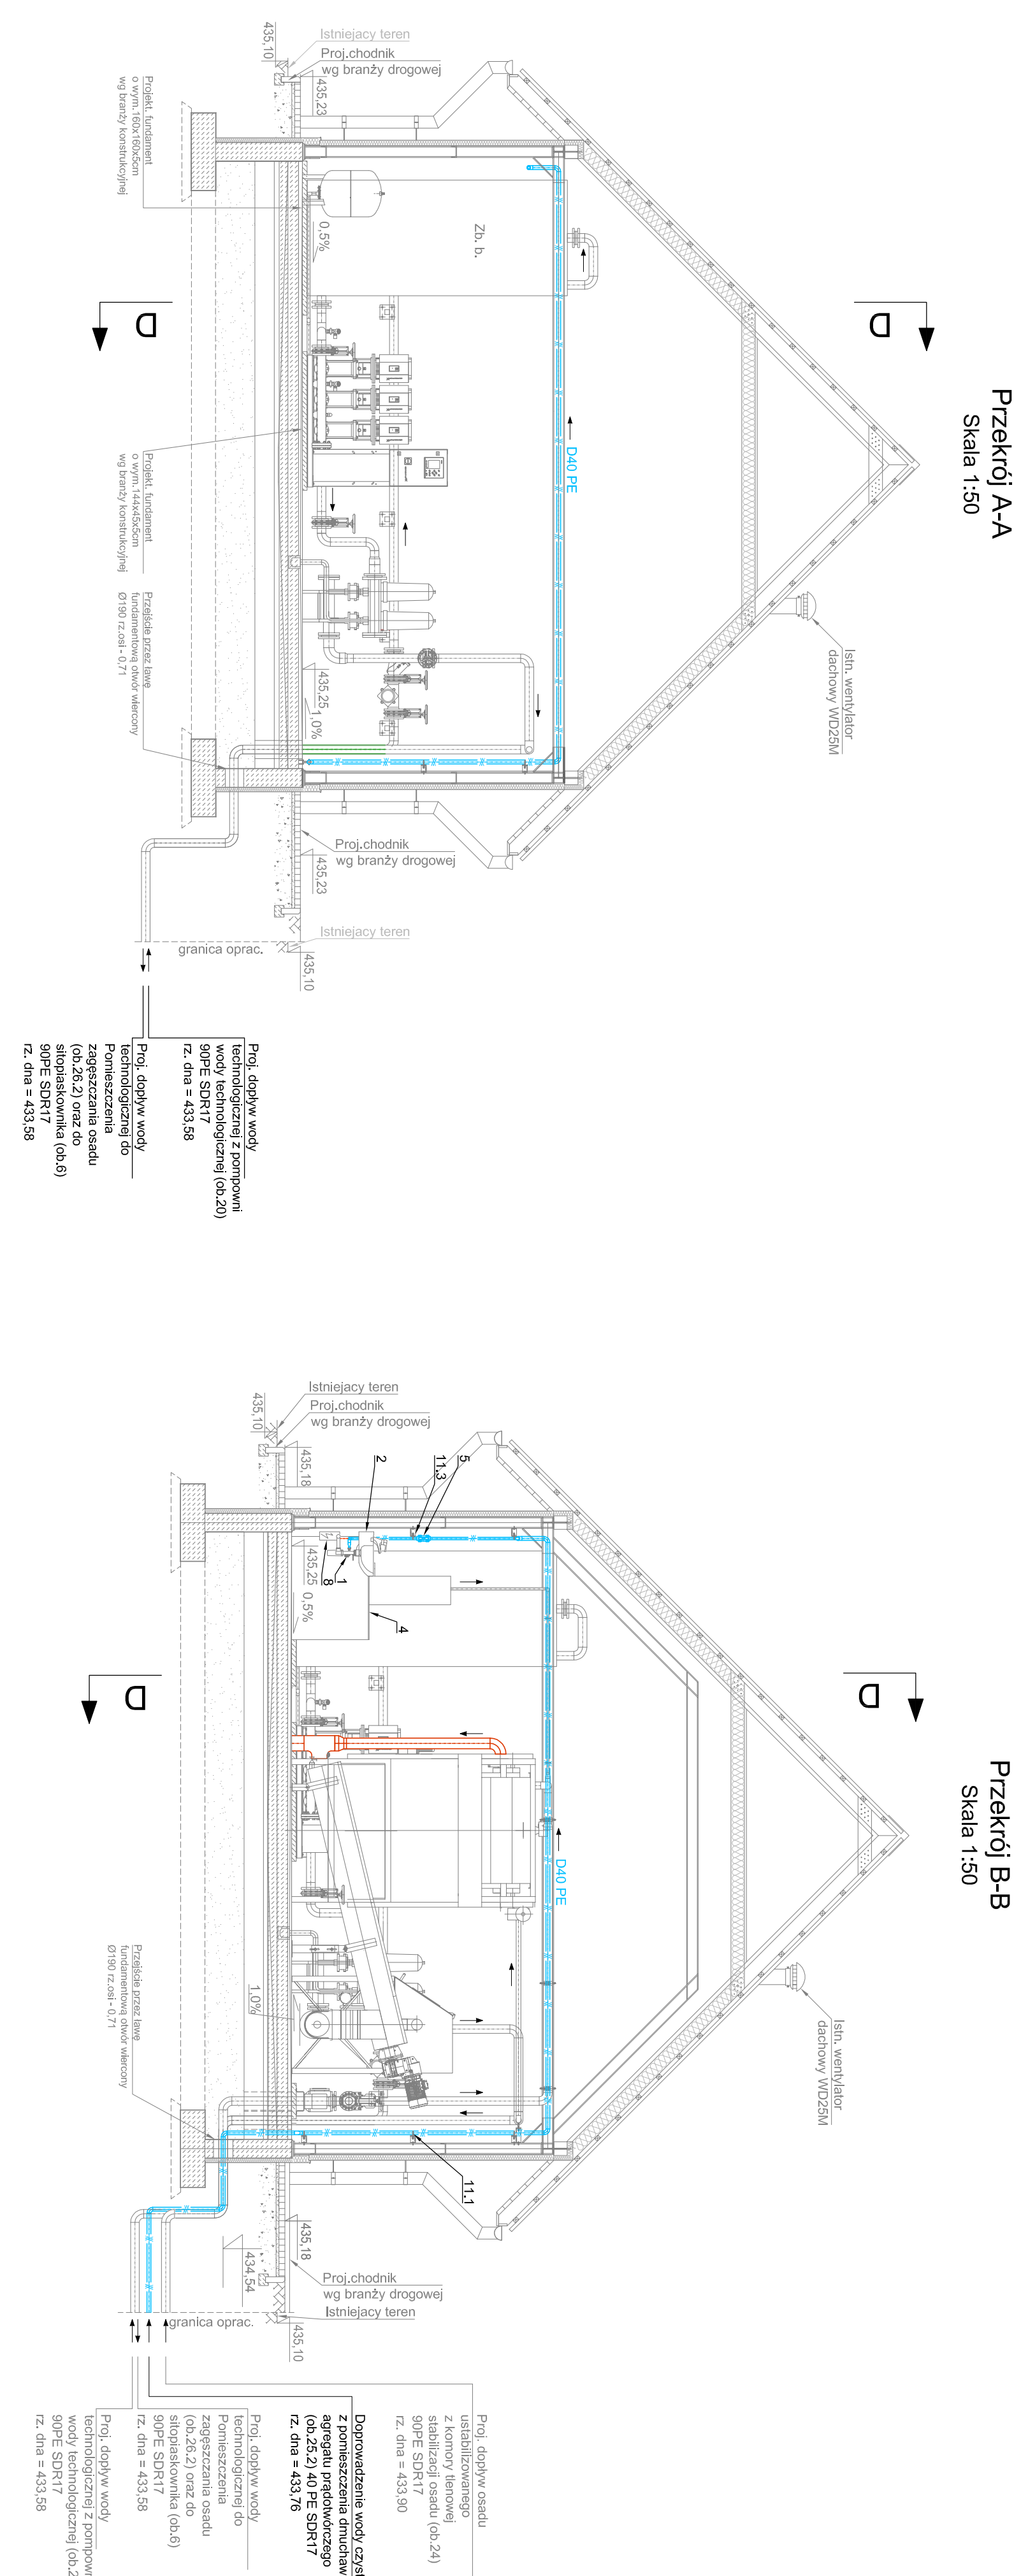 Przekrój A-A
Skala 1:50
Istniejacy teren
435,10
Proj.chodnik
wg branży drogowej
435,23
Projekt. fundament
o wym.160x160x5cm
wg branży konstrukcyjnej
0,5%
Zb. b.
D
D
D40 PE
Projekt. fundament
o wym.144x45x5cm
wg branży konstrukcyjnej
Przejście przez ławę
fundamentową otwór wiercony
Ø190 rz.osi - 0,71
435,25
1,0%
Istn. wentylator
dachowy WD25M
Proj.chodnik
wg branży drogowej
435,23
Istniejacy teren
435,10
granica oprac.
Proj. dopływ wody
technologicznej z pompowni
wody technologicznej (ob.20)
90PE SDR17
rz. dna = 433,58
Proj. dopływ wody
technologicznej do
Pomieszczenia
zagęszczania osadu
(ob.26.2) oraz do
sitopiaskownika (ob.6)
90PE SDR17
rz. dna = 433,58
Przekrój B-B
Skala 1:50
Istniejacy teren
435,10
Proj.chodnik
wg branży drogowej
435,18
2
11.3
5
435,25
8
1
0,5%
4
D
D
D40 PE
Przejście przez ławę
fundamentową otwór wiercony
Ø190 rz.osi - 0,71
1,0%
Istn. wentylator
dachowy WD25M
11.1
435,18
434,54
Proj.chodnik
wg branży drogowej
Istniejacy teren
435,10
granica oprac.
Proj. dopływ osadu
ustabilizowanego
z komory tlenowej
stabilizacji osadu (ob.24)
90PE SDR17
rz. dna = 433,90
Doprowadzenie wody
z pomieszczenia dmuchaw
agregatu prądotwórczego
(ob.25.2) 40 PE SDR17
rz. dna = 433,76
Proj. dopływ wody
technologicznej do
Pomieszczenia
zagęszczania osadu
(ob.26.2) oraz do
sitopiaskownika (ob.6)
90PE SDR17
rz. dna = 433,58
Proj. dopływ wody
technologicznej z
wody technologicznej
90PE SDR17
rz. dna = 433,58